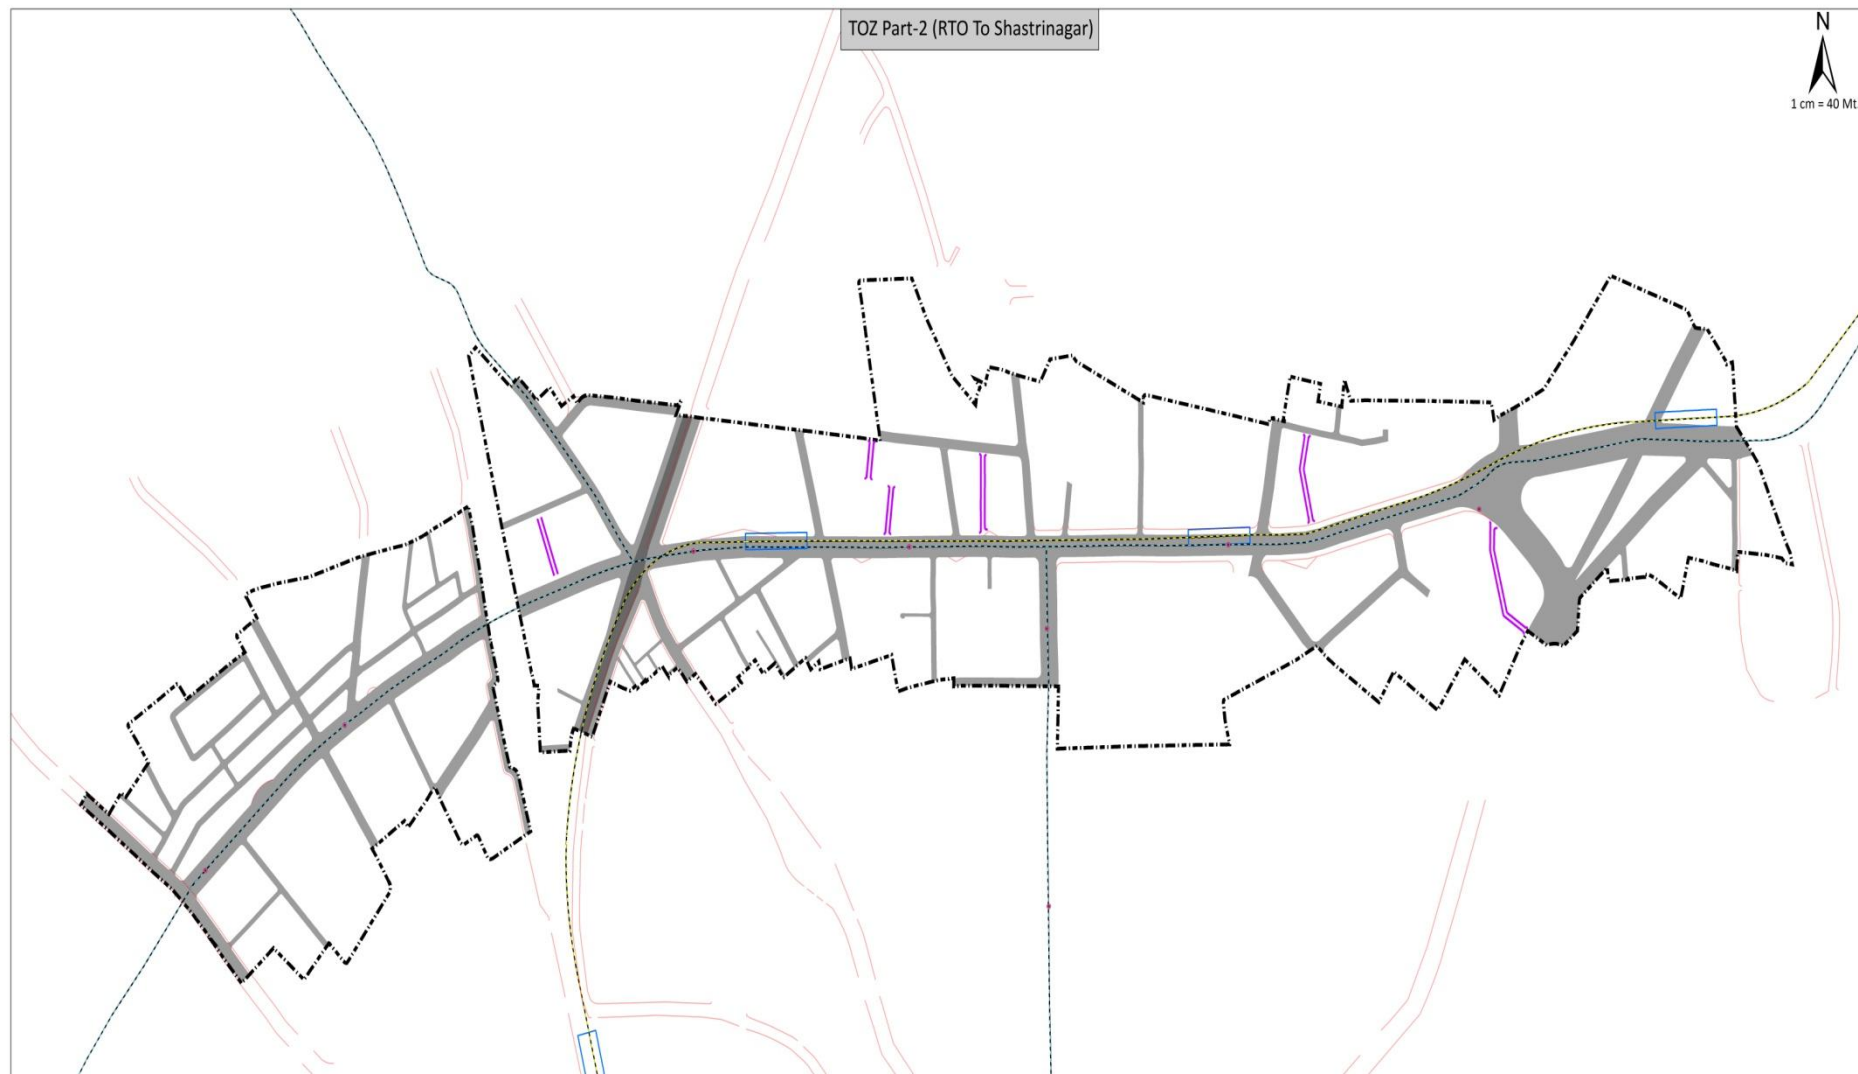 TOZ Part-2 (RTO To Shastrinagar)
N
1 cm = 40 Mt